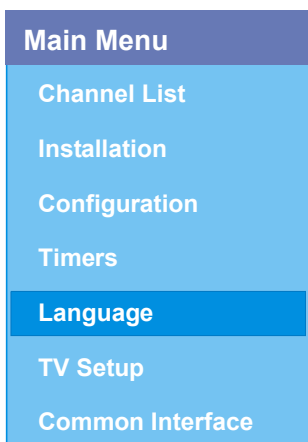 Main Menu
Channel List
Installation
Configuration
Timers
Language
TV Setup
Common Interface